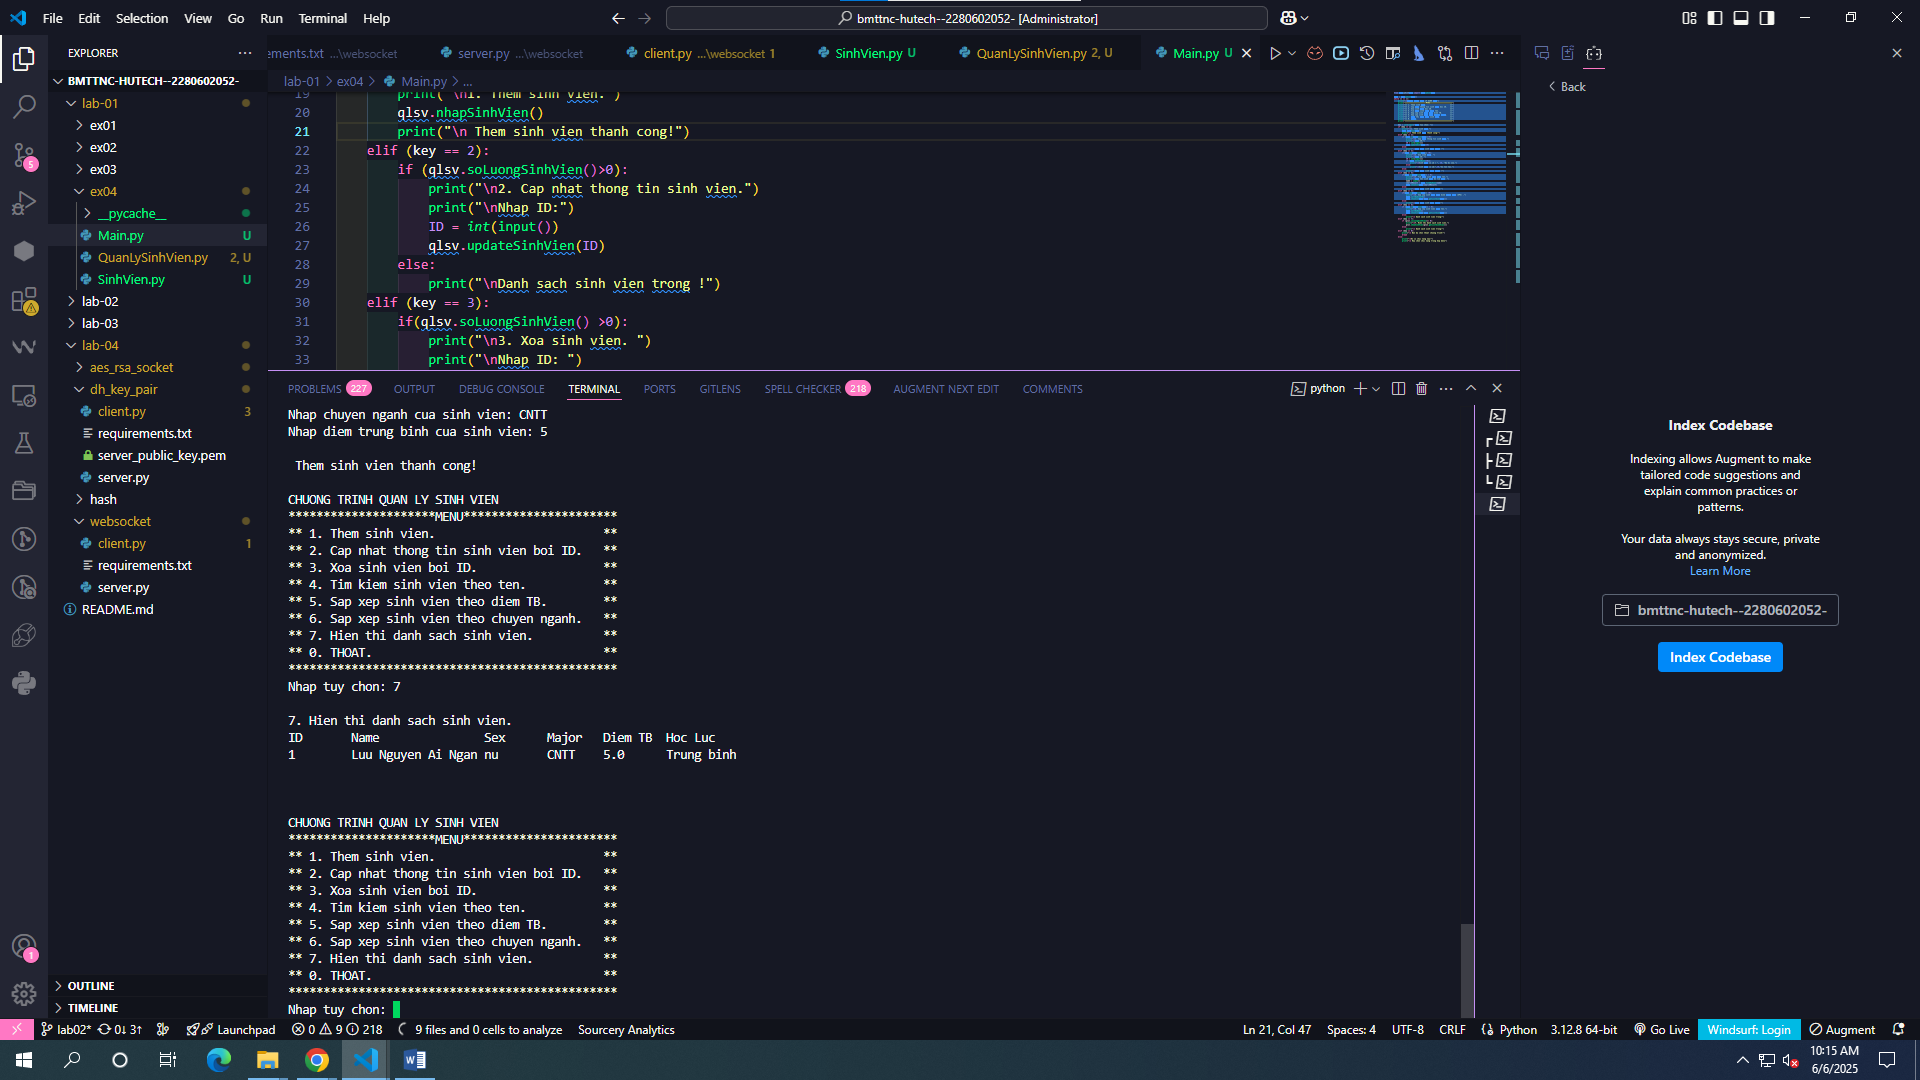 File Edit Selection View Go Run Terminal Help
bmttnc-hutech--2280602052- [Administrator]
EXPLORER
ements.txt ...\websocket
server.py ...\websocket
client.py ...\websocket 1
SinhVien.py U
QuanLySinhVien.py 2, U
Main.py U
BMTTNC-HUTECH--2280602052-
lab-01
ex01
ex02
ex03
ex04
__pycache__
Main.py U
QuanLySinhVien.py 2, U
SinhVien.py U
lab-02
lab-03
lab-04
aes_rsa_socket
dh_key_pair
client.py 3
requirements.txt
server_public_key.pem
server.py
hash
websocket
client.py 1
requirements.txt
server.py
README.md
OUTLINE
TIMELINE
5
1
lab-01 > ex04 > Main.py > ...
19 print("\n1. Them sinh vien.")
20 qlsv.nhapSinhVien()
21 print("\n Them sinh vien thanh cong!")
22 elif (key == 2):
23 if (qlsv.soLuongSinhVien()>0):
24 print("\n2. Cap nhat thong tin sinh vien.")
25 print("\nNhap ID:")
26 ID = int(input())
27 qlsv.updateSinhVien(ID)
28 else:
29 print("\nDanh sach sinh vien trong !")
30 elif (key == 3):
31 if(qlsv.soLuongSinhVien() >0):
32 print("\n3. Xoa sinh vien. ")
33 print("\nNhap ID: ")
PROBLEMS 227 OUTPUT DEBUG CONSOLE TERMINAL PORTS GITLENS SPELL CHECKER 218 AUGMENT NEXT EDIT COMMENTS
python
Nhap chuyen nganh cua sinh vien: CNTT
Nhap diem trung binh cua sinh vien: 5
Them sinh vien thanh cong!
CHUONG TRINH QUAN LY SINH VIEN
*********************MENU**********************
** 1. Them sinh vien. **
** 2. Cap nhat thong tin sinh vien boi ID. **
** 3. Xoa sinh vien boi ID. **
** 4. Tim kiem sinh vien theo ten. **
** 5. Sap xep sinh vien theo diem TB. **
** 6. Sap xep sinh vien theo chuyen nganh. **
** 7. Hien thi danh sach sinh vien. **
** 0. THOAT. **
***********************************************
Nhap tuy chon: 7
7. Hien thi danh sach sinh vien.
ID Name Sex Major Diem TB Hoc Luc
1 Luu Nguyen Ai Ngan nu CNTT 5.0 Trung binh
CHUONG TRINH QUAN LY SINH VIEN
*********************MENU**********************
** 1. Them sinh vien. **
** 2. Cap nhat thong tin sinh vien boi ID. **
** 3. Xoa sinh vien boi ID. **
** 4. Tim kiem sinh vien theo ten. **
** 5. Sap xep sinh vien theo diem TB. **
** 6. Sap xep sinh vien theo chuyen nganh. **
** 7. Hien thi danh sach sinh vien. **
** 0. THOAT. **
***********************************************
Nhap tuy chon:
Back
Index Codebase
Indexing allows Augment to make
tailored code suggestions and
explain common practices or
patterns.
Your data always stays secure, private
and anonymized.
Learn More
bmttnc-hutech--2280602052-
Index Codebase
lab02* 0↓ 3↑ Launchpad 0 9 218 9 files and 0 cells to analyze Sourcery Analytics
Ln 21, Col 47 Spaces: 4 UTF-8 CRLF Python 3.12.8 64-bit Go Live Windsurf: Login Augment
10:15 AM
6/6/2025